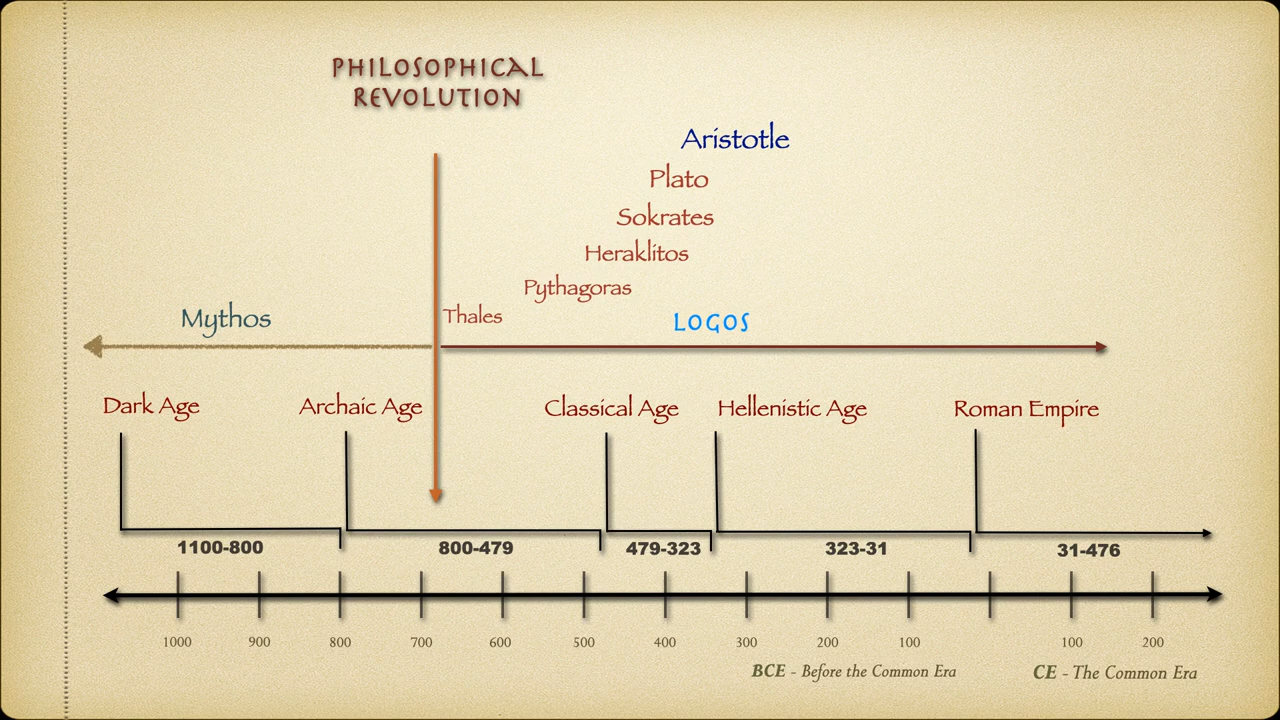 PHILOSOPHICAL
REVOLUTION
Aristotle
Plato
Sokrates
Heraklitos
Pythagoras
Thales
Mythos
LOGOS
Dark Age
Archaic Age
Classical Age
Hellenistic Age
Roman Empire
1100-800
800-479
479-323
323-31
31-476
1000 900 800 700 600 500 400 300 200 100 100 200
BCE - Before the Common Era
CE - The Common Era